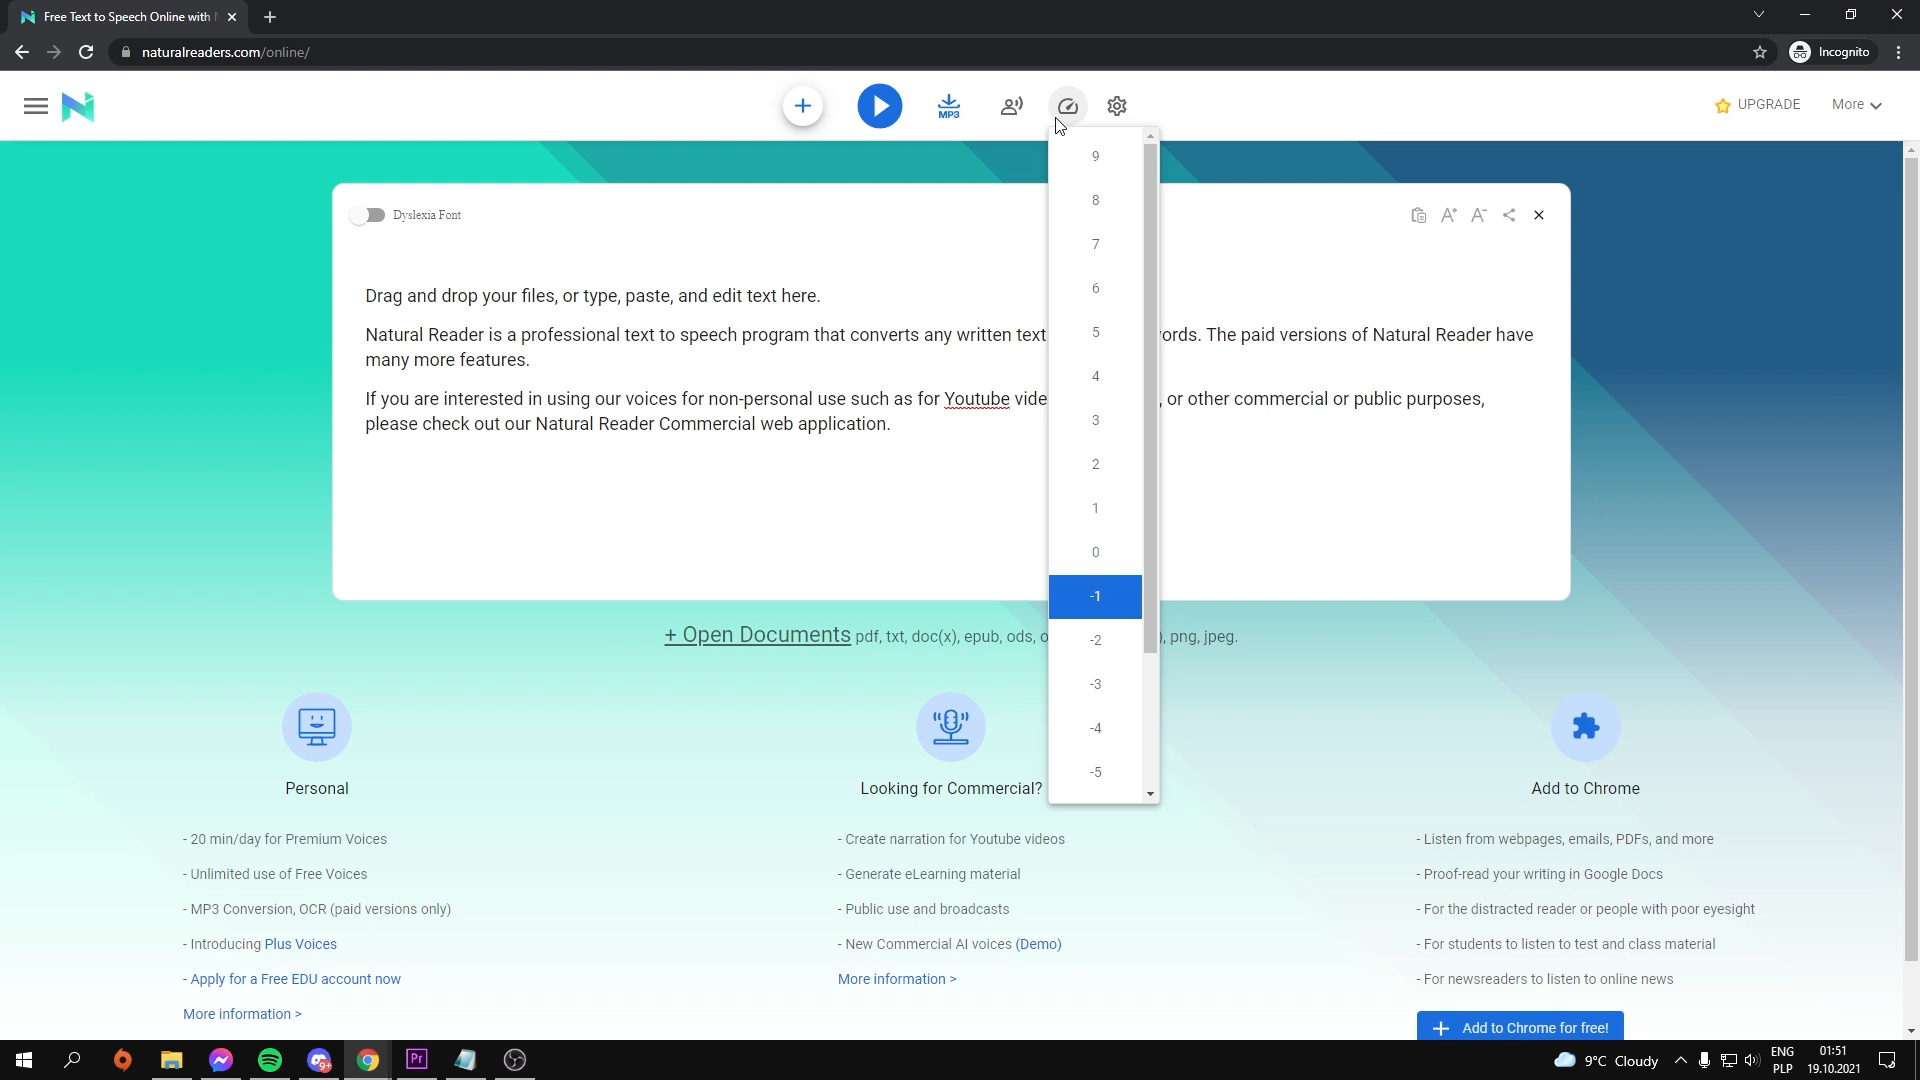 Free Text to Speech Online with
naturalreaders.com/online/
Incognito
MP3
UPGRADE
More
Dyslexia Font
A+
A-
Drag and drop your files, or type, paste, and edit text here.
Natural Reader is a professional text to speech program that converts any written text ords. The paid versions of Natural Reader have
many more features.
If you are interested in using our voices for non-personal use such as for Youtube vide , or other commercial or public purposes,
please check out our Natural Reader Commercial web application.
9
8
7
6
5
4
3
2
1
0
-1
-2
-3
-4
-5
+ Open Documents pdf, txt, doc(x), epub, ods, o ), png, jpeg.
Personal
- 20 min/day for Premium Voices
- Unlimited use of Free Voices
- MP3 Conversion, OCR (paid versions only)
- Introducing Plus Voices
- Apply for a Free EDU account now
More information >
Looking for Commercial?
- Create narration for Youtube videos
- Generate eLearning material
- Public use and broadcasts
- New Commercial AI voices (Demo)
More information >
Add to Chrome
- Listen from webpages, emails, PDFs, and more
- Proof-read your writing in Google Docs
- For the distracted reader or people with poor eyesight
- For students to listen to test and class material
- For newsreaders to listen to online news
+ Add to Chrome for free!
9+
Pr
9°C Cloudy
ENG
PLP
01:51
19.10.2021